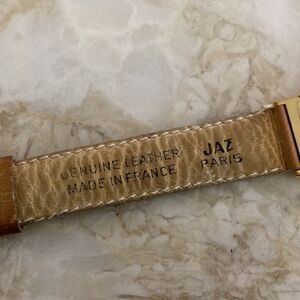 GENUINE LEATHER
MADE IN FRANCE
JAZ
PARIS